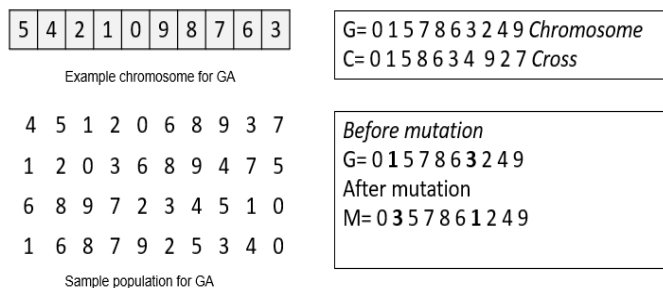 5 4 2 1 0 9 8 7 6 3
Example chromosome for GA
4 5 1 2 0 6 8 9 3 7
1 2 0 3 6 8 9 4 7 5
6 8 9 7 2 3 4 5 1 0
1 6 8 7 9 2 5 3 4 0
Sample population for GA
G= 0 1 5 7 8 6 3 2 4 9 Chromosome
C= 0 1 5 8 6 3 4 9 2 7 Cross
Before mutation
G= 0 1 5 7 8 6 3 2 4 9
After mutation
M= 0 3 5 7 8 6 1 2 4 9